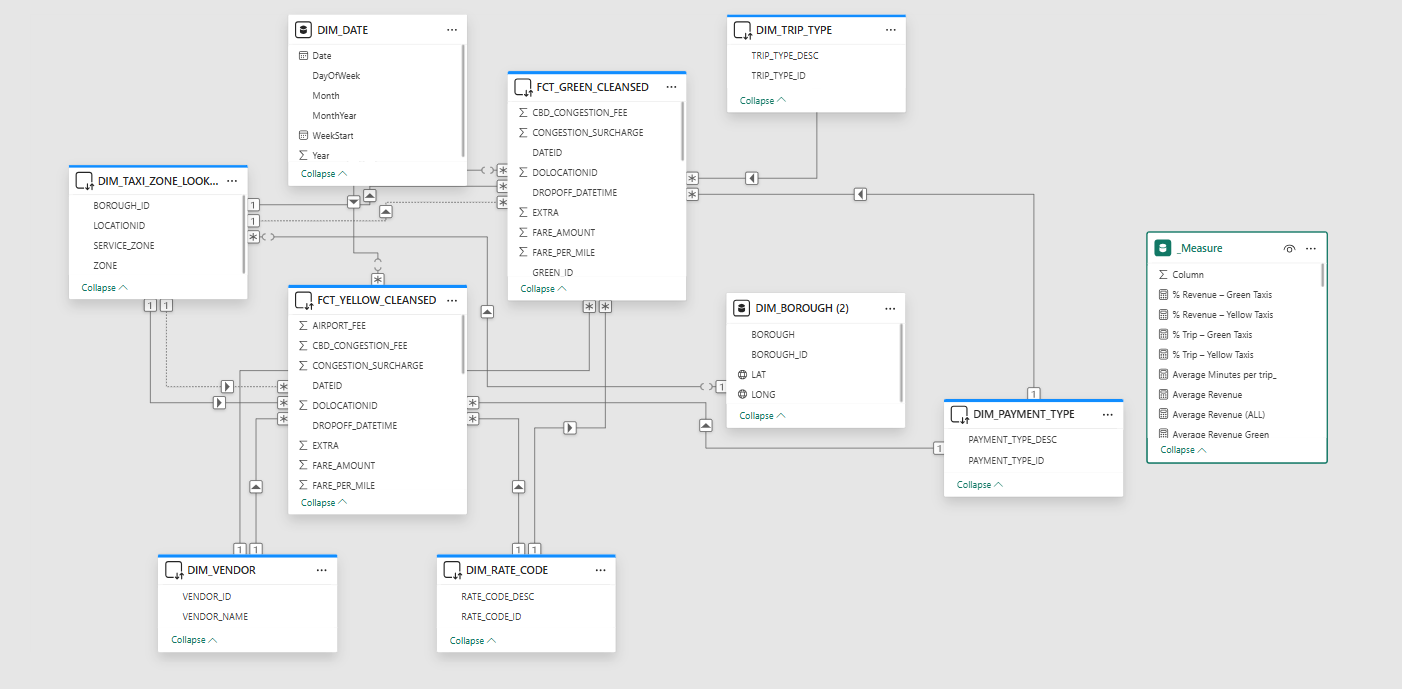 DIM_DATE
Date
DayOfWeek
Month
MonthYear
WeekStart
Year
Collapse
DIM_TRIP_TYPE
TRIP_TYPE_DESC
TRIP_TYPE_ID
Collapse
FCT_GREEN_CLEANSED
CBD_CONGESTION_FEE
CONGESTION_SURCHARGE
DATEID
DOLOCATIONID
DROPOFF_DATETIME
EXTRA
FARE_AMOUNT
FARE_PER_MILE
GREEN_ID
Collapse
DIM_TAXI_ZONE_LOOK...
BOROUGH_ID
LOCATIONID
SERVICE_ZONE
ZONE
Collapse
_Measure
Column
% Revenue – Green Taxis
% Revenue – Yellow Taxis
% Trip – Green Taxis
% Trip – Yellow Taxis
Average Minutes per trip_
Average Revenue
Average Revenue (ALL)
Average Revenue Green
Collapse
FCT_YELLOW_CLEANSED
AIRPORT_FEE
CBD_CONGESTION_FEE
CONGESTION_SURCHARGE
DATEID
DOLOCATIONID
DROPOFF_DATETIME
EXTRA
FARE_AMOUNT
FARE_PER_MILE
Collapse
DIM_BOROUGH (2)
BOROUGH
BOROUGH_ID
LAT
LONG
Collapse
DIM_PAYMENT_TYPE
PAYMENT_TYPE_DESC
PAYMENT_TYPE_ID
Collapse
DIM_VENDOR
VENDOR_ID
VENDOR_NAME
Collapse
DIM_RATE_CODE
RATE_CODE_DESC
RATE_CODE_ID
Collapse
1
1
1
1
1
1
1
1
1
1
1